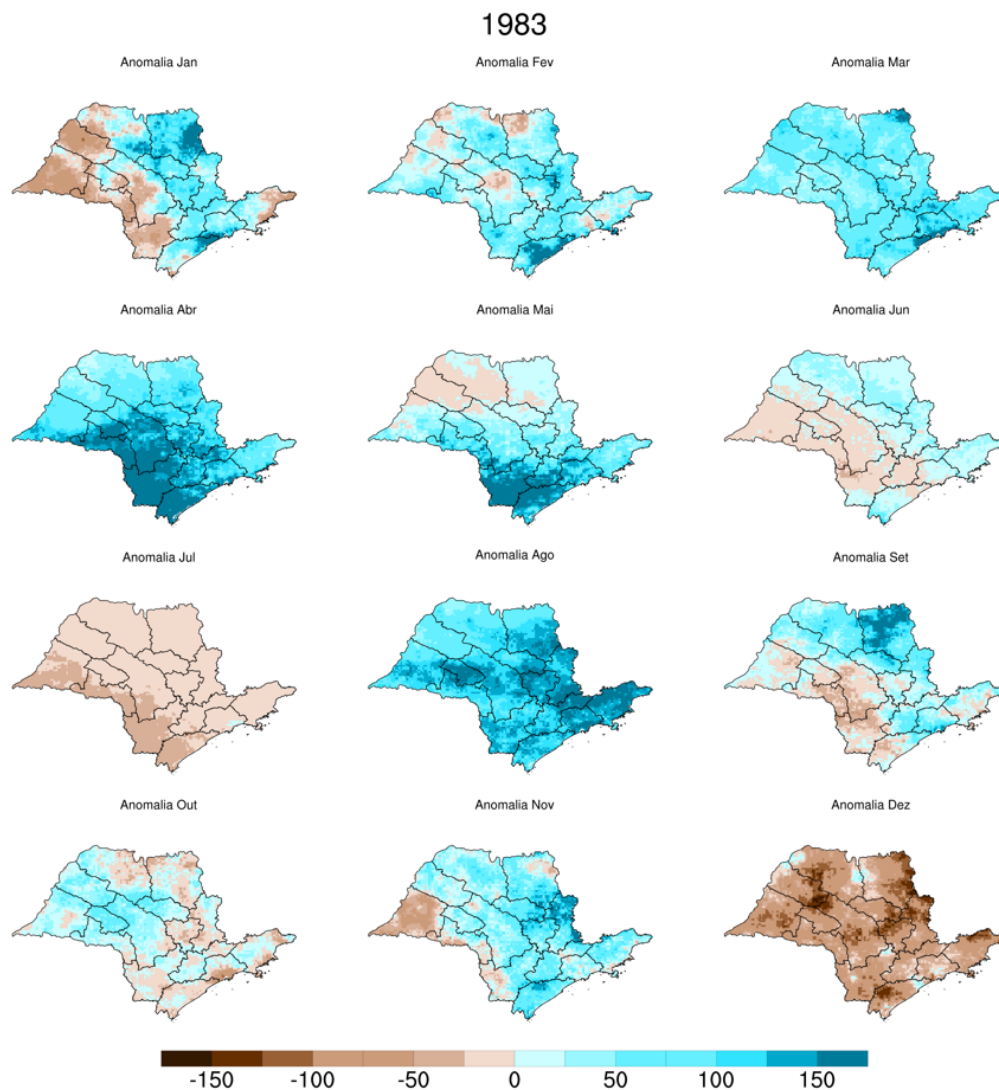 1983
Anomalia Jan
Anomalia Fev
Anomalia Mar
Anomalia Abr
Anomalia Mai
Anomalia Jun
Anomalia Jul
Anomalia Ago
Anomalia Set
Anomalia Out
Anomalia Nov
Anomalia Dez
-150 -100 -50 0 50 100 150